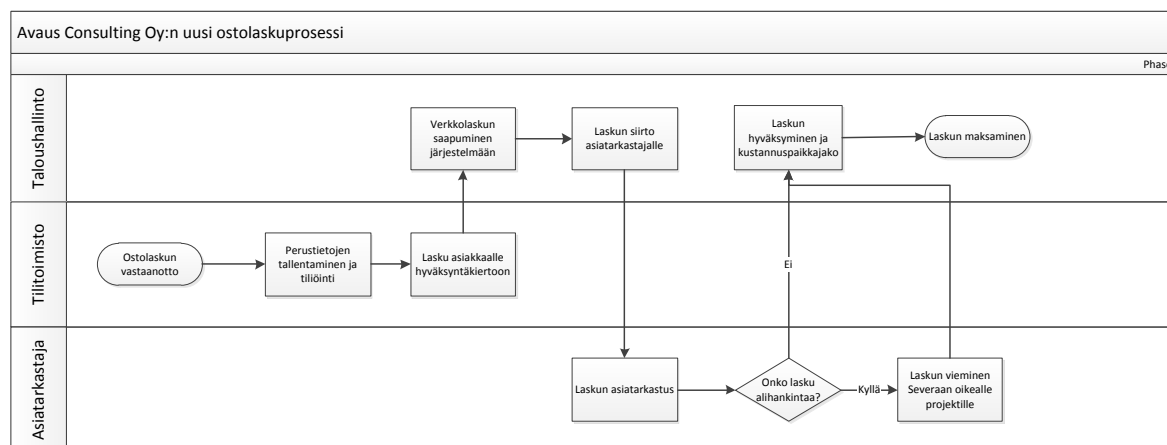 Avaus Consulting Oy:n uusi ostolaskuprosessi
Phase
Taloushallinto
Verkkolaskun
saapuminen
järjestelmään
Laskun siirto
asiatarkastajalle
Laskun
hyväksyminen ja
kustannuspaikkajako
Laskun maksaminen
Tilitoimisto
Ostolaskun
vastaanotto
Perustietojen
tallentaminen ja
tiliöinti
Lasku asiakkaalle
hyväksyntäkiertoon
Ei
Asiatarkastaja
Laskun asiatarkastus
Onko lasku
alihankintaa?
Kyllä
Laskun vieminen
Severaan oikealle
projektille